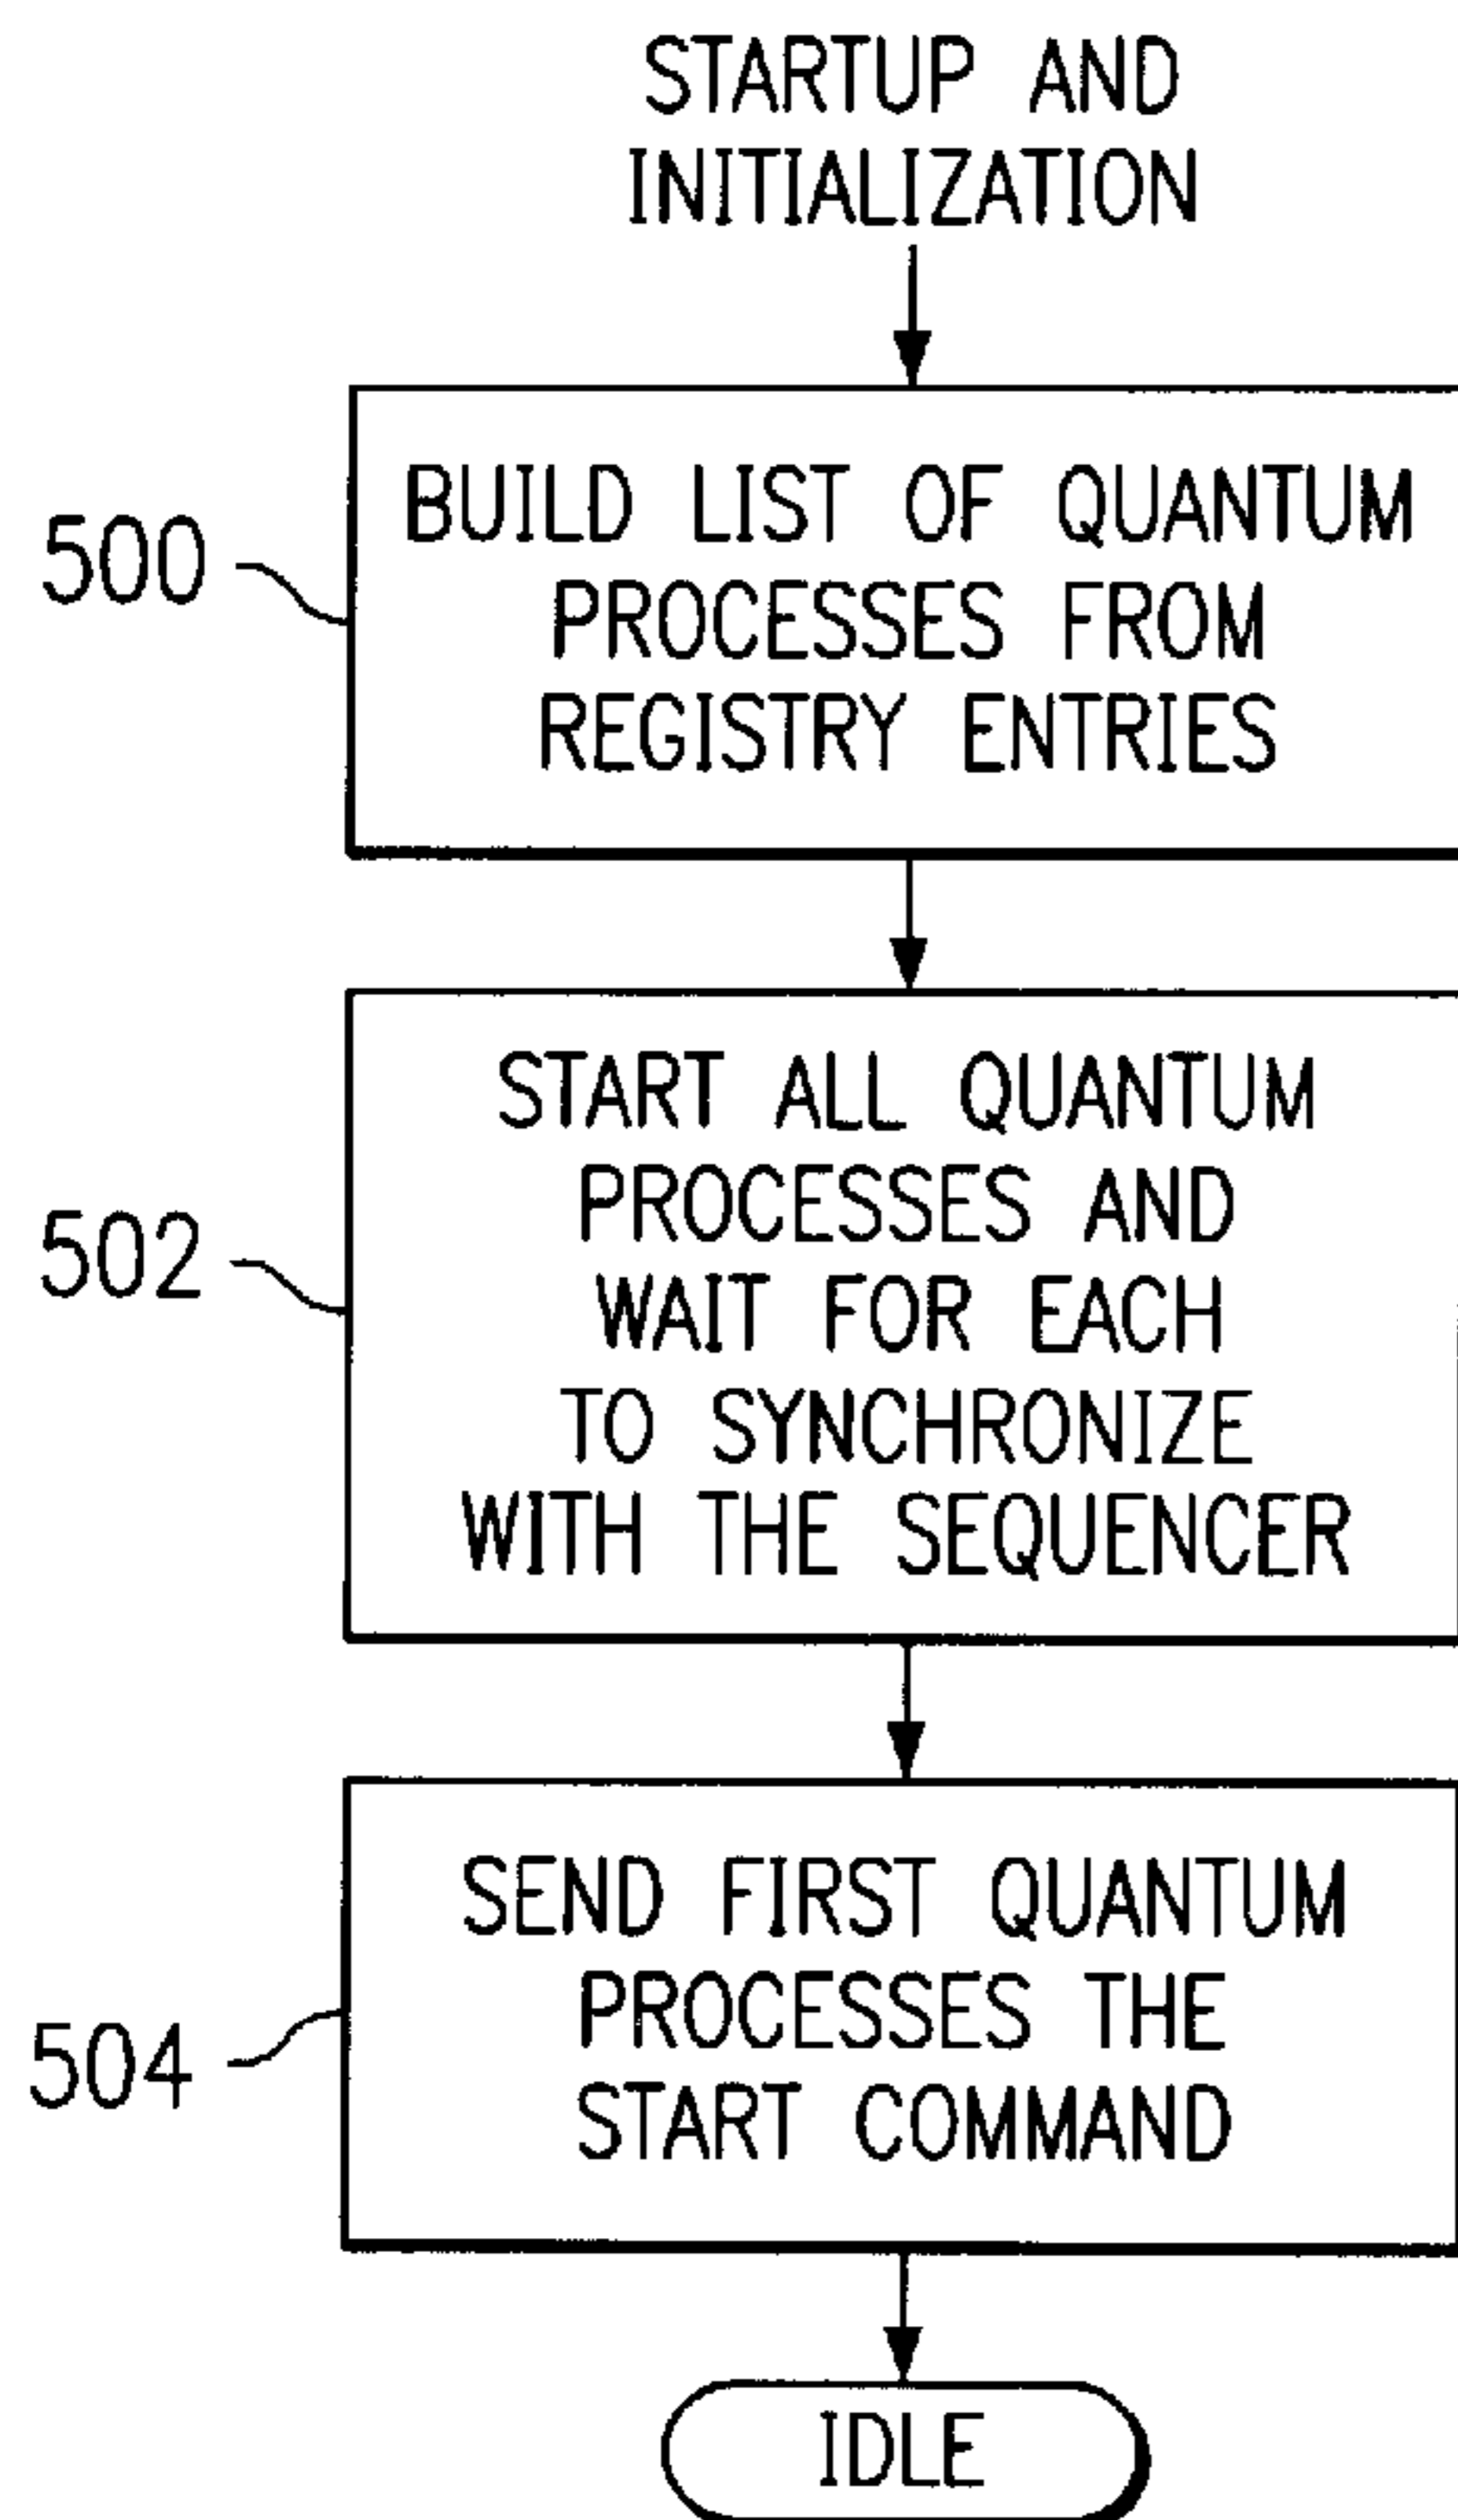 STARTUP AND
INITIALIZATION
500
BUILD LIST OF QUANTUM
PROCESSES FROM
REGISTRY ENTRIES
502
START ALL QUANTUM
PROCESSES AND
WAIT FOR EACH
TO SYNCHRONIZE
WITH THE SEQUENCER
504
SEND FIRST QUANTUM
PROCESSES THE
START COMMAND
IDLE